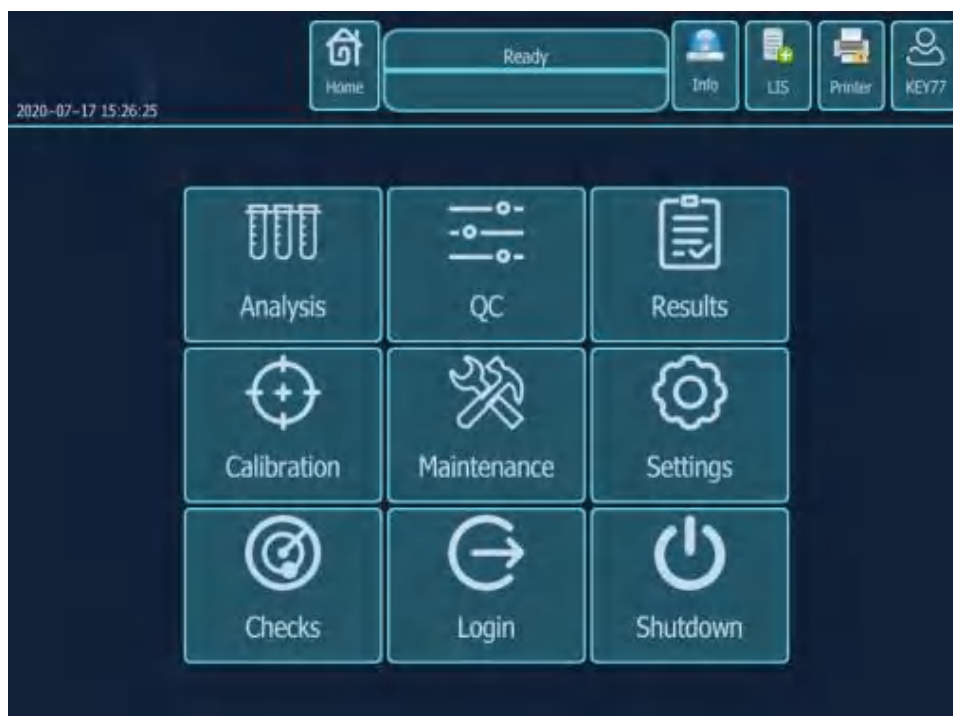 Ready
Home
Info
LIS
Printer
KEY77
2020-07-17 15:26:25
Analysis
QC
Results
Calibration
Maintenance
Settings
Checks
Login
Shutdown